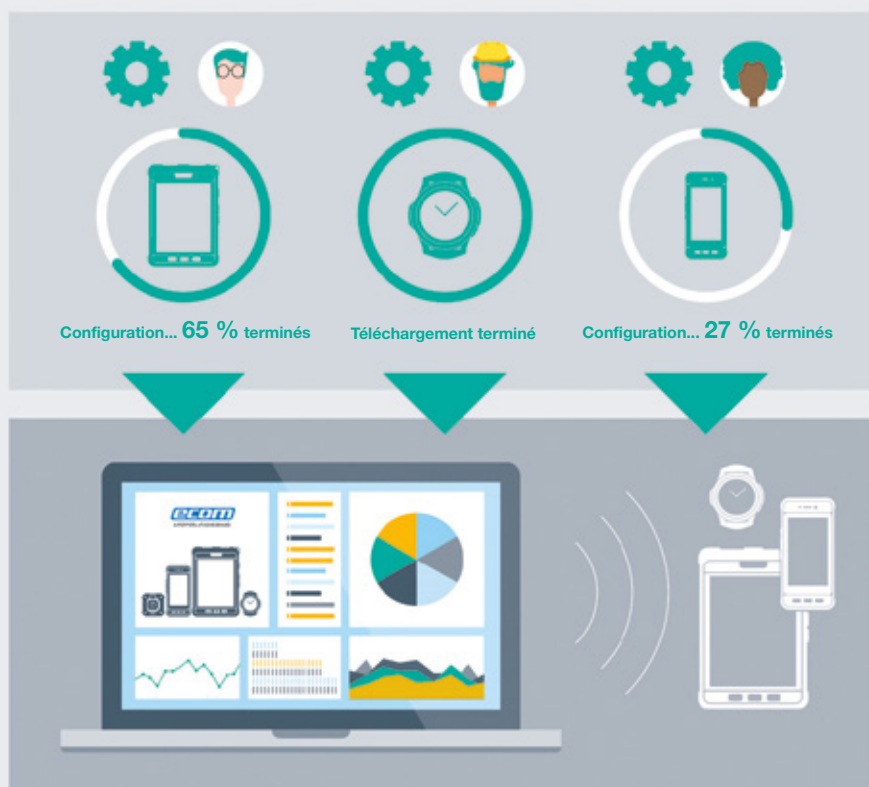 Configuration... 65 % terminés
Téléchargement terminé
Configuration... 27 % terminés
ecom